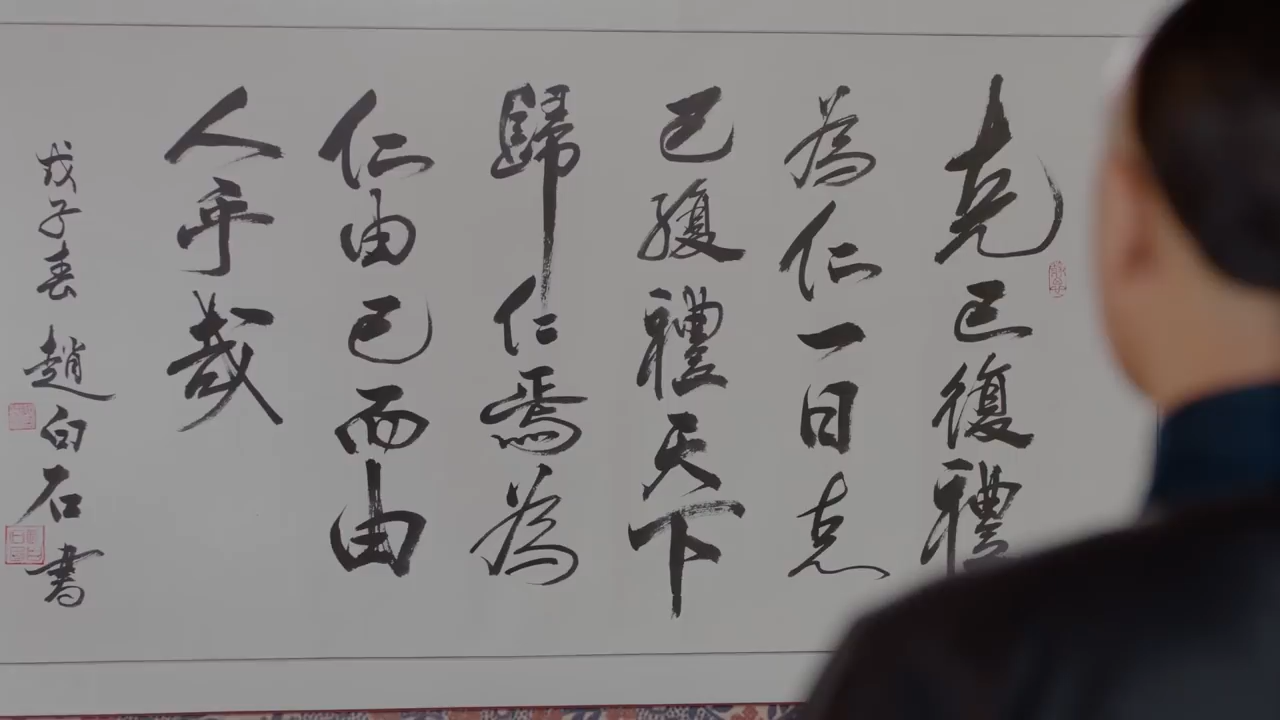 克己復禮
為仁一日克
己復禮天下
歸仁焉為
仁由己而由
人乎哉
戊子春 趙白石書